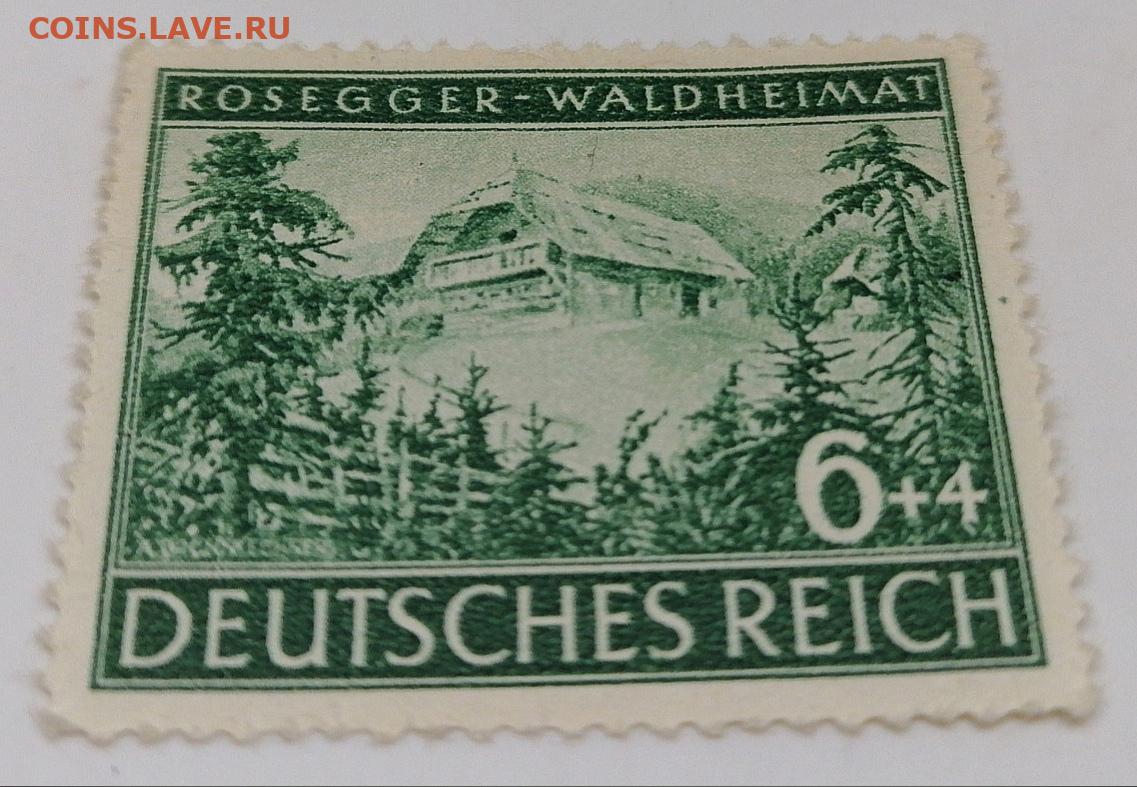 COINS.LAVE.RU
ROSEGGER-WALDHEIMAT
6+4
DEUTSCHES REICH